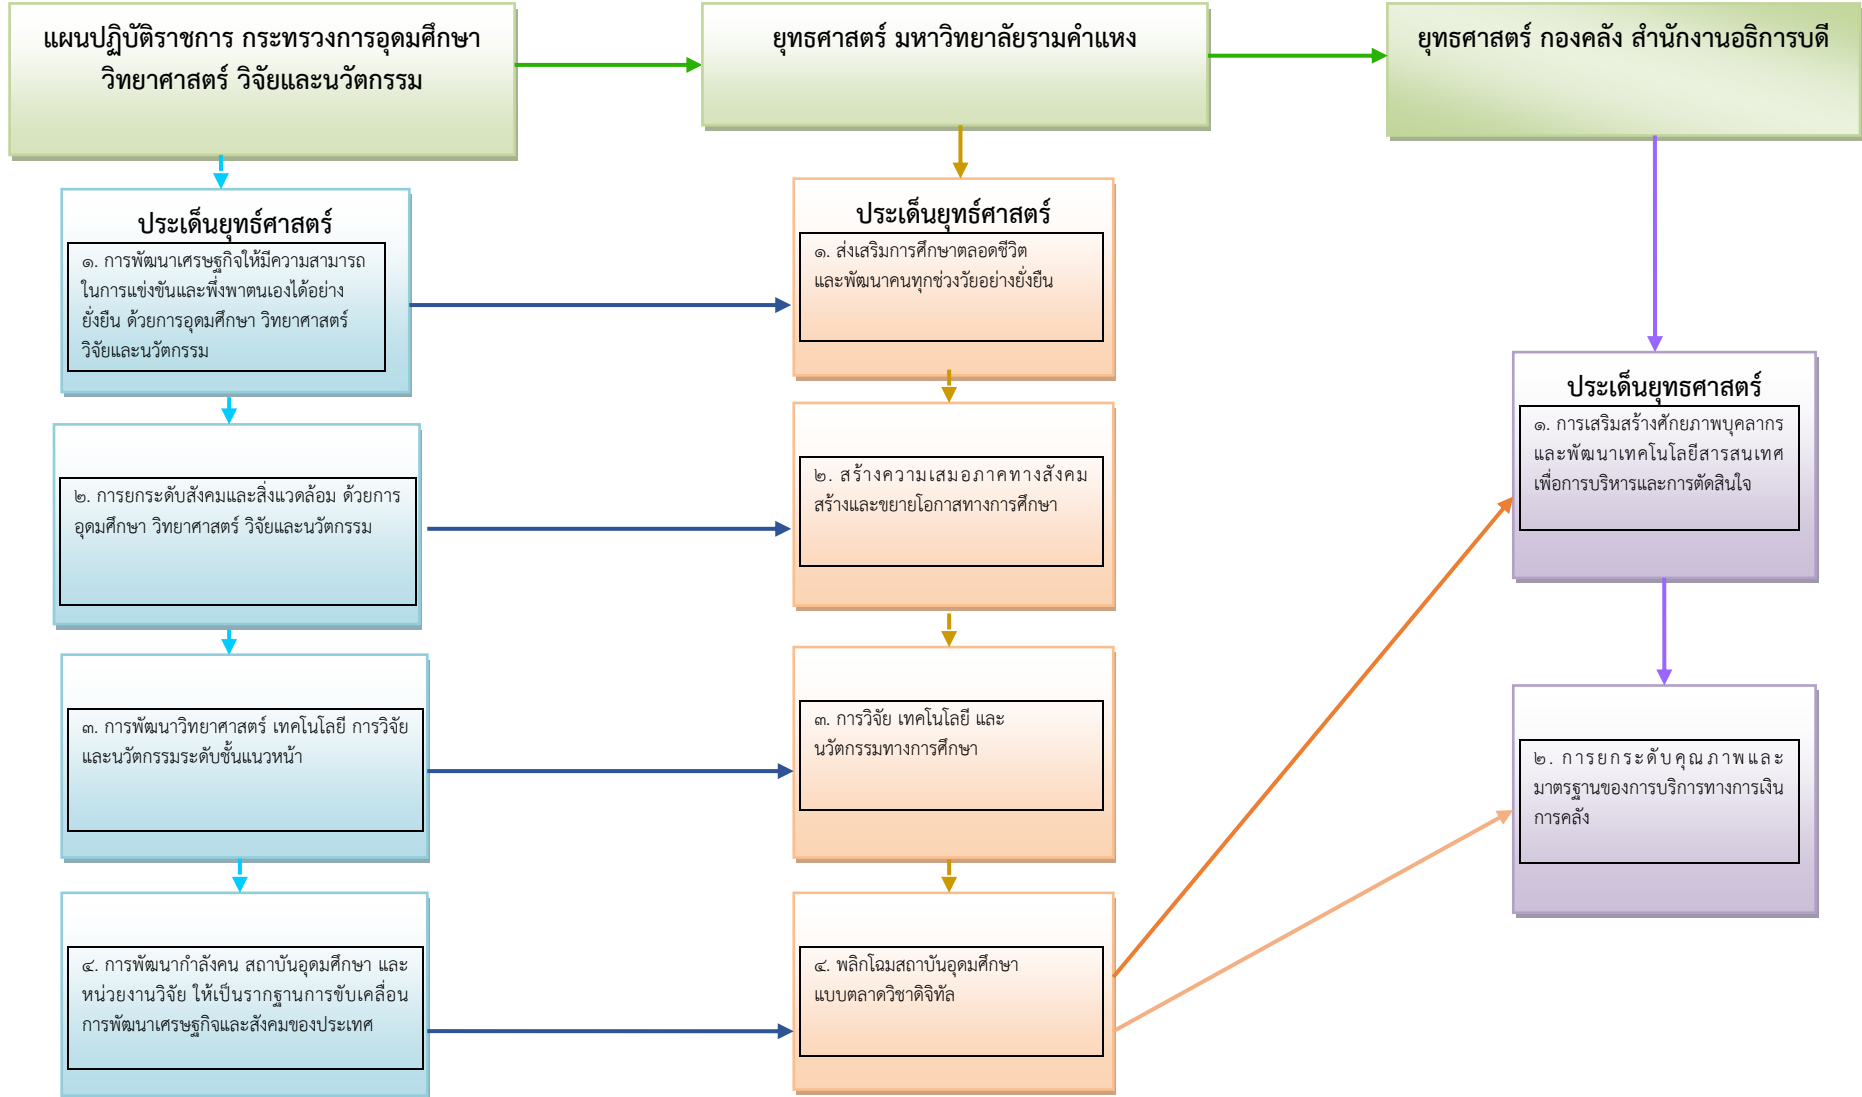 แผนปฏิบัติราชการ กระทรวงการอุดมศึกษา
วิทยาศาสตร์ วิจัยและนวัตกรรม
ยุทธศาสตร์ มหาวิทยาลัยรามคำแหง
ยุทธศาสตร์ กองคลัง สำนักงานอธิการบดี
ประเด็นยุทธ์ศาสตร์
๑. การพัฒนาเศรษฐกิจให้มีความสามารถ
ในการแข่งขันและพึ่งพาตนเองได้อย่าง
ยั่งยืน ด้วยการอุดมศึกษา วิทยาศาสตร์
วิจัยและนวัตกรรม
๒. การยกระดับสังคมและสิ่งแวดล้อม ด้วยการ
อุดมศึกษา วิทยาศาสตร์ วิจัยและนวัตกรรม
๓. การพัฒนาวิทยาศาสตร์ เทคโนโลยี การวิจัย
และนวัตกรรมระดับชั้นแนวหน้า
๔. การพัฒนากำลังคน สถาบันอุดมศึกษา และ
หน่วยงานวิจัย ให้เป็นรากฐานการขับเคลื่อน
การพัฒนาเศรษฐกิจและสังคมของประเทศ
ประเด็นยุทธ์ศาสตร์
๑. ส่งเสริมการศึกษาตลอดชีวิต
และพัฒนาคนทุกช่วงวัยอย่างยั่งยืน
๒. สร้างความเสมอภาคทางสังคม
สร้างและขยายโอกาสทางการศึกษา
๓. การวิจัย เทคโนโลยี และ
นวัตกรรมทางการศึกษา
๔. พลิกโฉมสถาบันอุดมศึกษา
แบบตลาดวิชาดิจิทัล
ประเด็นยุทธศาสตร์
๑. การเสริมสร้างศักยภาพบุคลากร
และพัฒนาเทคโนโลยีสารสนเทศ
เพื่อการบริหารและการตัดสินใจ
๒. การยกระดับคุณภาพและ
มาตรฐานของการบริการทางการเงิน
การคลัง